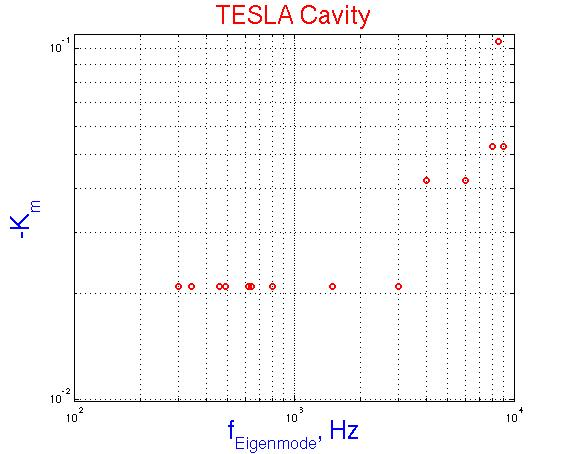 TESLA Cavity
10^-1
-K_m
10^-2
10^2 10^3 10^4
f_Eigenmode, Hz